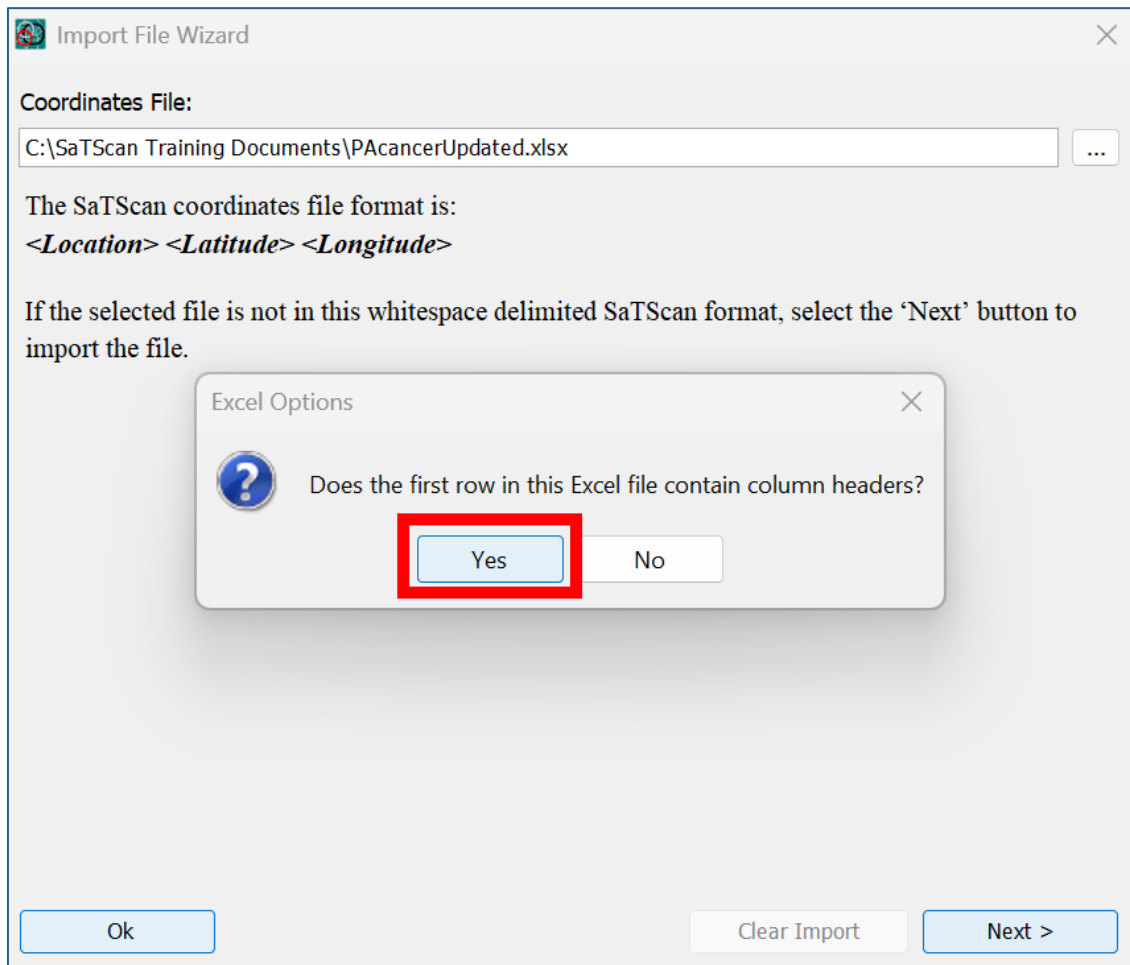 Import File Wizard
Coordinates File:
C:\SaTScan Training Documents\PAcancerUpdated.xlsx
...
The SaTScan coordinates file format is:
<Location> <Latitude> <Longitude>
If the selected file is not in this whitespace delimited SaTScan format, select the ‘Next’ button to
import the file.
Excel Options
Does the first row in this Excel file contain column headers?
Yes
No
Ok
Clear Import
Next >